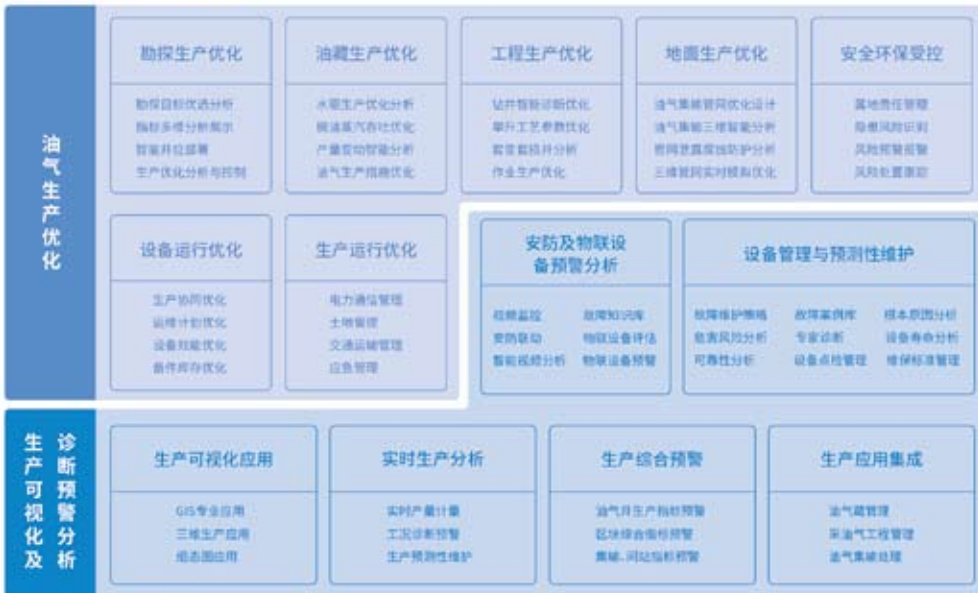 油气生产优化
勘探生产优化
勘探目标优选分析
指标多维分析展示
智能井位部署
生产优化分析与控制
油藏生产优化
水驱生产优化分析
稠油蒸汽吞吐优化
产量变动智能分析
油气生产措施优化
工程生产优化
钻井智能诊断优化
举升工艺参数优化
套变套损井分析
作业生产优化
地面生产优化
油气集输管网优化设计
油气集输三维智能分析
管网泄露腐蚀防护分析
三维管网实时模拟优化
安全环保受控
属地责任管理
隐患风险识别
风险预警报警
风险处置跟踪
设备运行优化
生产协同优化
运维计划优化
设备效能优化
备件库存优化
生产运行优化
电力通信管理
土地管理
交通运输管理
应急管理
安防及物联设
备预警分析
视频监控
故障知识库
安防联动
物联设备评估
智能视频分析
物联设备预警
设备管理与预测性维护
故障维护策略
故障案例库
根本原因分析
危害风险分析
专家诊断
设备寿命分析
可靠性分析
设备点检管理
维保标准管理
生产可视化及
诊断预警分析
生产可视化应用
GIS专业应用
三维生产应用
组态图应用
实时生产分析
实时产量计量
工况诊断预警
生产预测性维护
生产综合预警
油气井生产指标预警
区块综合指标预警
集输、间站指标预警
生产应用集成
油气藏管理
采油气工程管理
油气集输处理